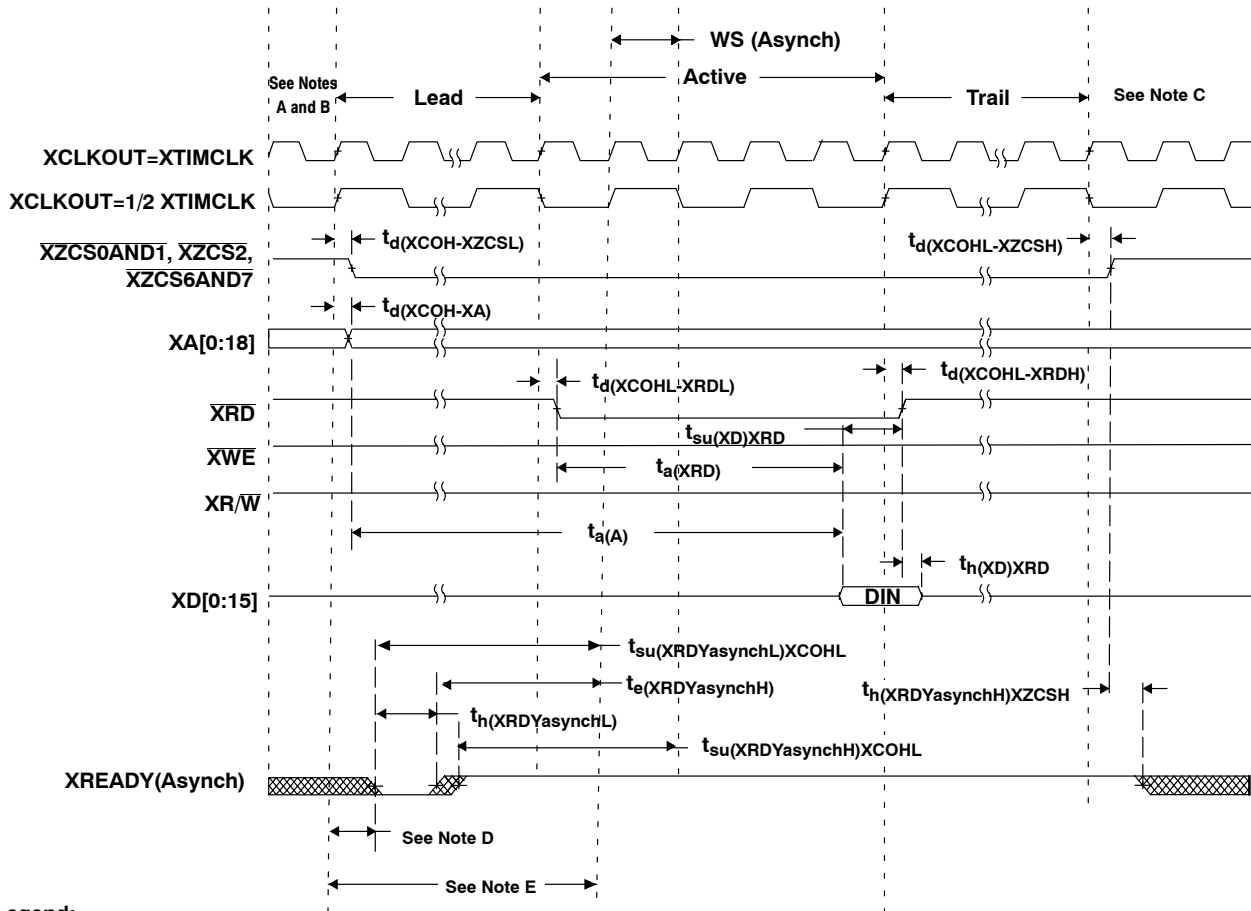 WS (Asynch)
Active
See Notes
A and B
Lead
Trail
See Note C
XCLKOUT=XTIMCLK
XCLKOUT=1/2 XTIMCLK
XZCS0AND1, XZCS2,
XZCS6AND7
td(XCOH-XZCSL)
td(XCOHL-XZCSH)
td(XCOH-XA)
XA[0:18]
td(XCOHL-XRDL)
td(XCOHL-XRDH)
XRD
tsu(XD)XRD
XWE
ta(XRD)
XR/W
ta(A)
th(XD)XRD
XD[0:15]
DIN
tsu(XRDYasynchL)XCOHL
te(XRDYasynchH)
th(XRDYasynchH)XZCSH
th(XRDYasynchL)
tsu(XRDYasynchH)XCOHL
XREADY(Asynch)
See Note D
See Note E
egend: